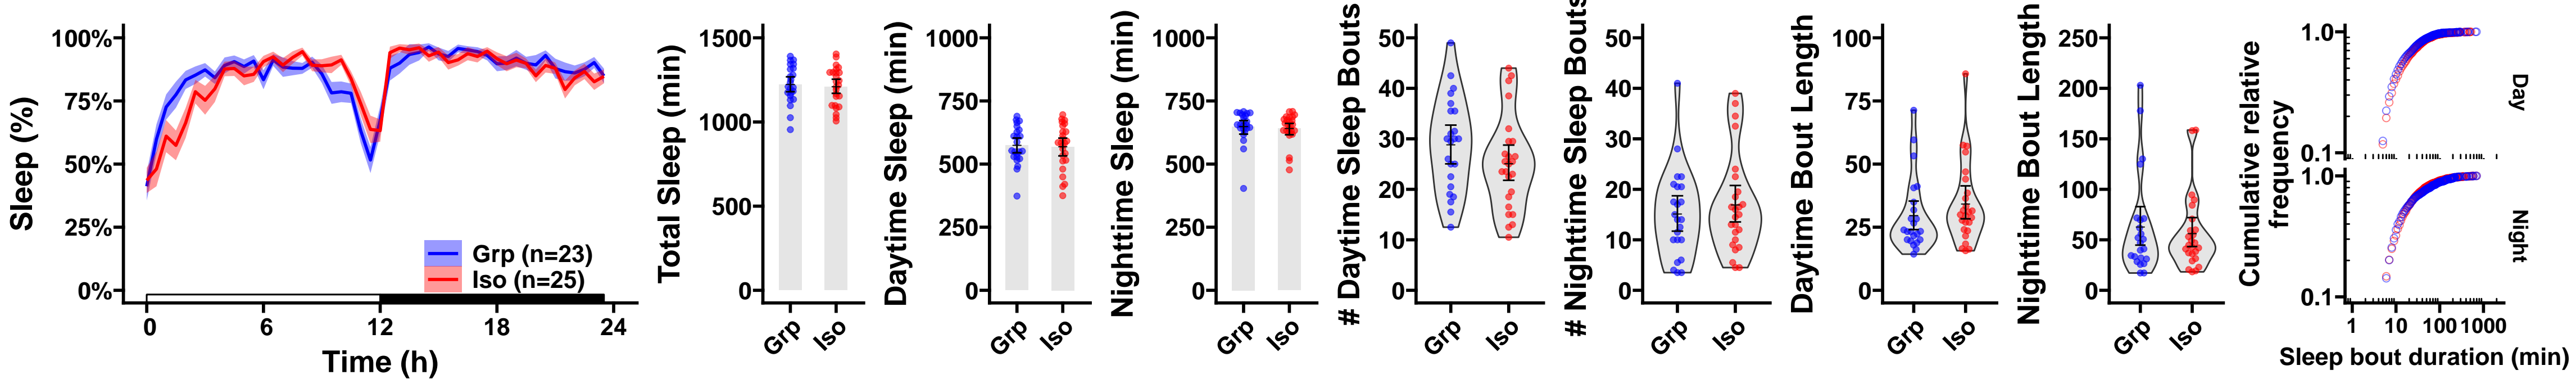 Sleep (%)
100%
75%
50%
25%
0%
Grp (n=23)
Iso (n=25)
0 6 12 18 24
Time (h)
Total Sleep (min)
1500
1000
500
0
Grp Iso
Daytime Sleep (min)
1000
750
500
250
0
Grp Iso
Nighttime Sleep (min)
1000
750
500
250
0
Grp Iso
# Daytime Sleep Bouts
50
40
30
20
10
0
Grp Iso
# Nighttime Sleep Bouts
50
40
30
20
10
0
Grp Iso
Daytime Bout Length
100
75
50
25
0
Grp Iso
Nighttime Bout Length
250
200
150
100
50
0
Grp Iso
Cumulative relative
frequency
1.0
0.1
Day
1.0
0.1
Night
1 10 100 1000
Sleep bout duration (min)